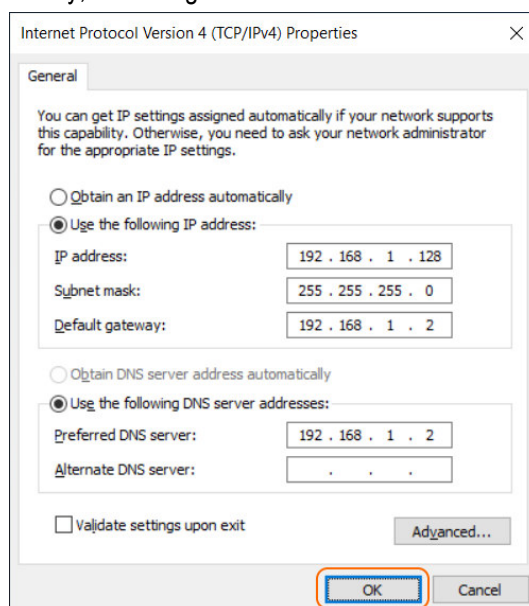 Internet Protocol Version 4 (TCP/IPv4) Properties
General
You can get IP settings assigned automatically if your network supports
this capability. Otherwise, you need to ask your network administrator
for the appropriate IP settings.
Obtain an IP address automatically
Use the following IP address:
IP address: 192 . 168 . 1 . 128
Subnet mask: 255 . 255 . 255 . 0
Default gateway: 192 . 168 . 1 . 2
Obtain DNS server address automatically
Use the following DNS server addresses:
Preferred DNS server: 192 . 168 . 1 . 2
Alternate DNS server: . . .
Validate settings upon exit
Advanced...
OK Cancel